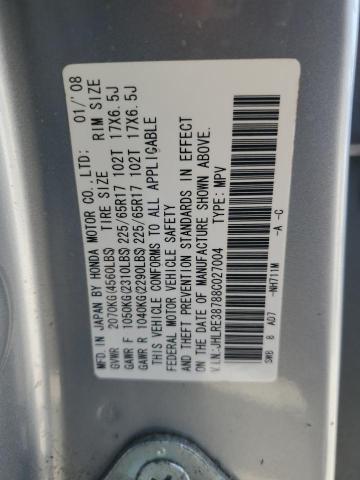 MFD. IN JAPAN BY HONDA MOTOR CO., LTD; 01/'08
TIRE SIZE RIM SIZE
GVWR 2070KG(4560LBS)
GAWR F 1050KG(2310LBS) 225/65R17 102T 17X6.5J
GAWR R 1040KG(2290LBS) 225/65R17 102T 17X6.5J
THIS VEHICLE CONFORMS TO ALL APPLICABLE
FEDERAL MOTOR VEHICLE SAFETY
AND THEFT PREVENTION STANDARDS IN EFFECT
ON THE DATE OF MANUFACTURE SHOWN ABOVE.
V.I.N.:JHLRE38788C027004 TYPE: MPV
SWB 8 AD7 -NH711M -A -C